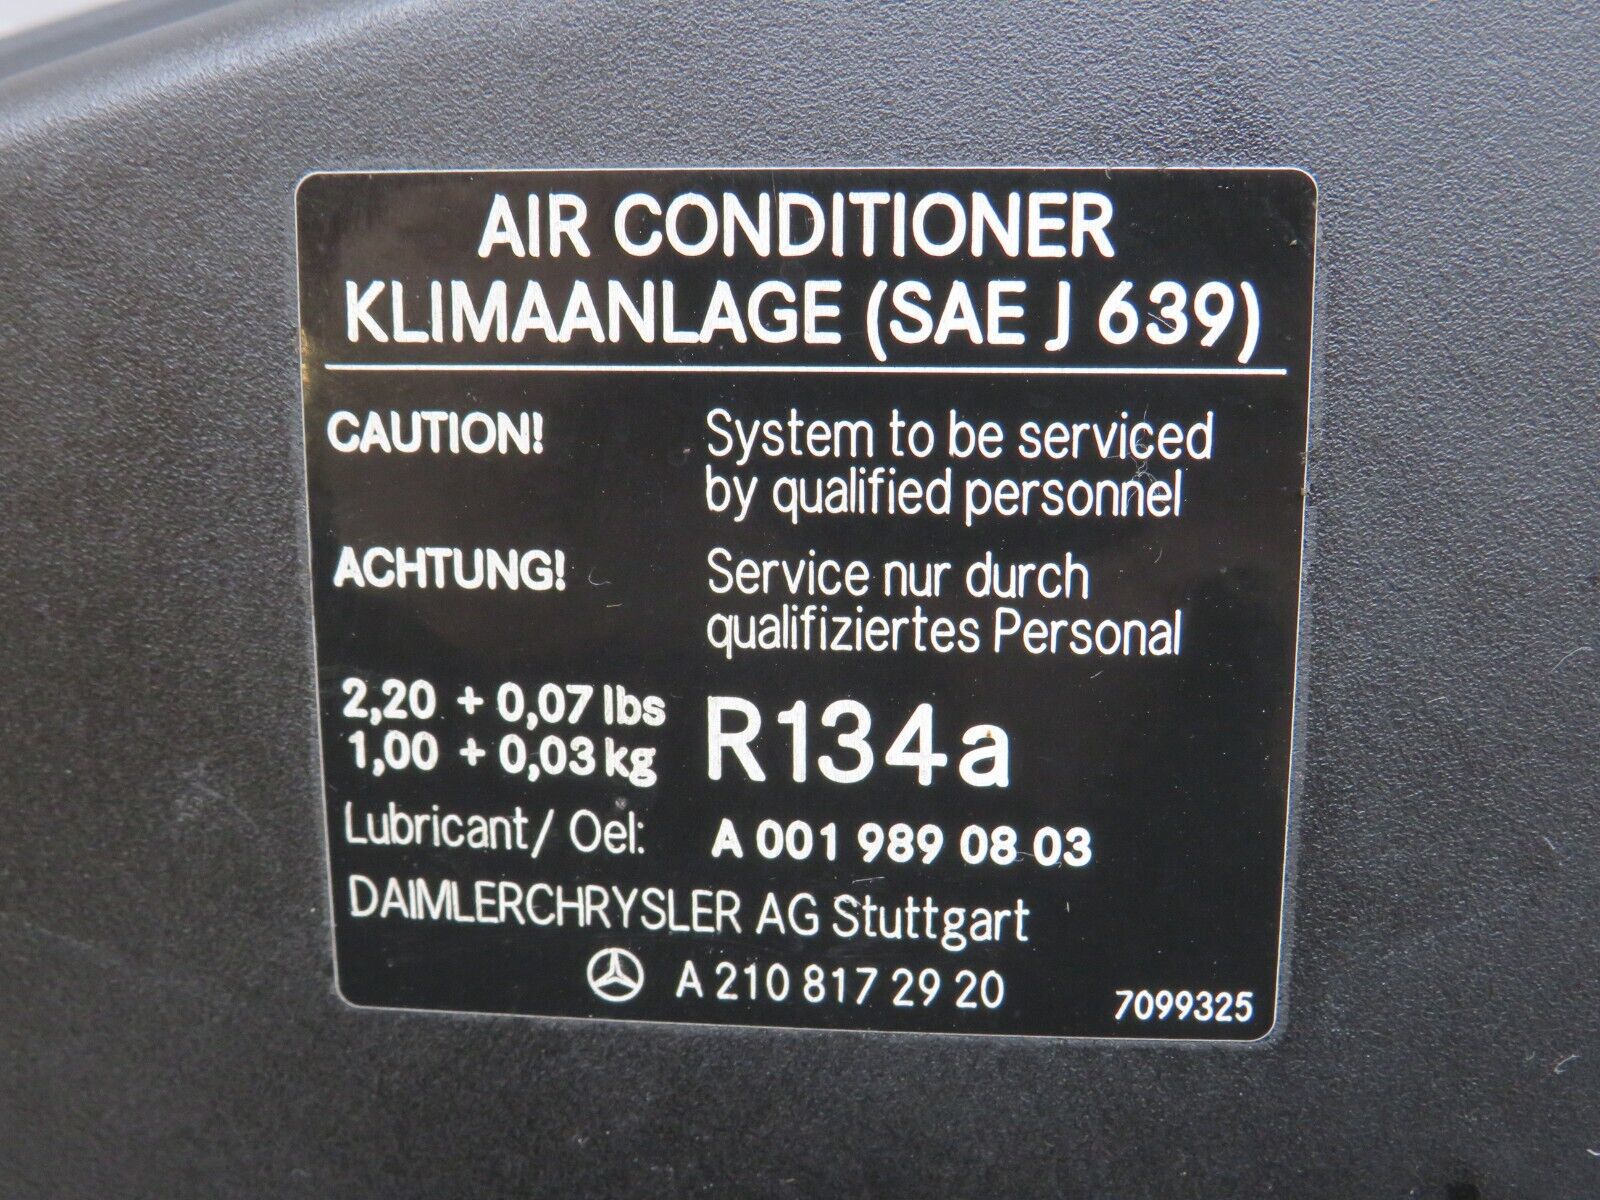 AIR CONDITIONER
KLIMAANLAGE (SAE J 639)
CAUTION! System to be serviced
by qualified personnel
ACHTUNG! Service nur durch
qualifiziertes Personal
2,20 + 0,07 lbs
1,00 + 0,03 kg R134a
Lubricant/ Oel: A 001 989 08 03
DAIMLERCHRYSLER AG Stuttgart
A 210 817 29 20 7099325